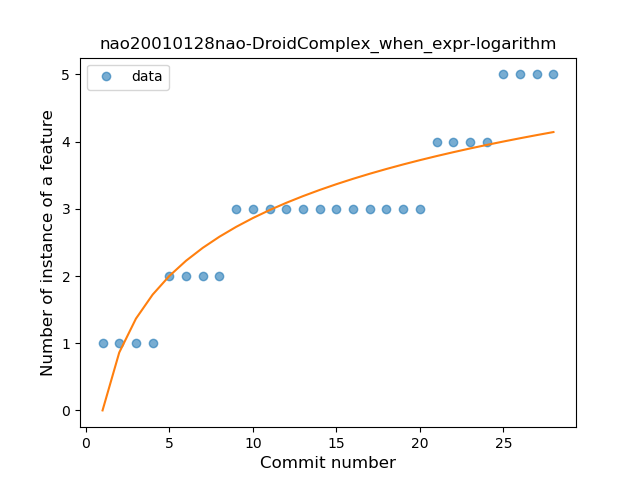 nao20010128nao-DroidComplex_when_expr-logarithm
data
Number of instance of a feature
5
4
3
2
1
0
0 5 10 15 20 25
Commit number